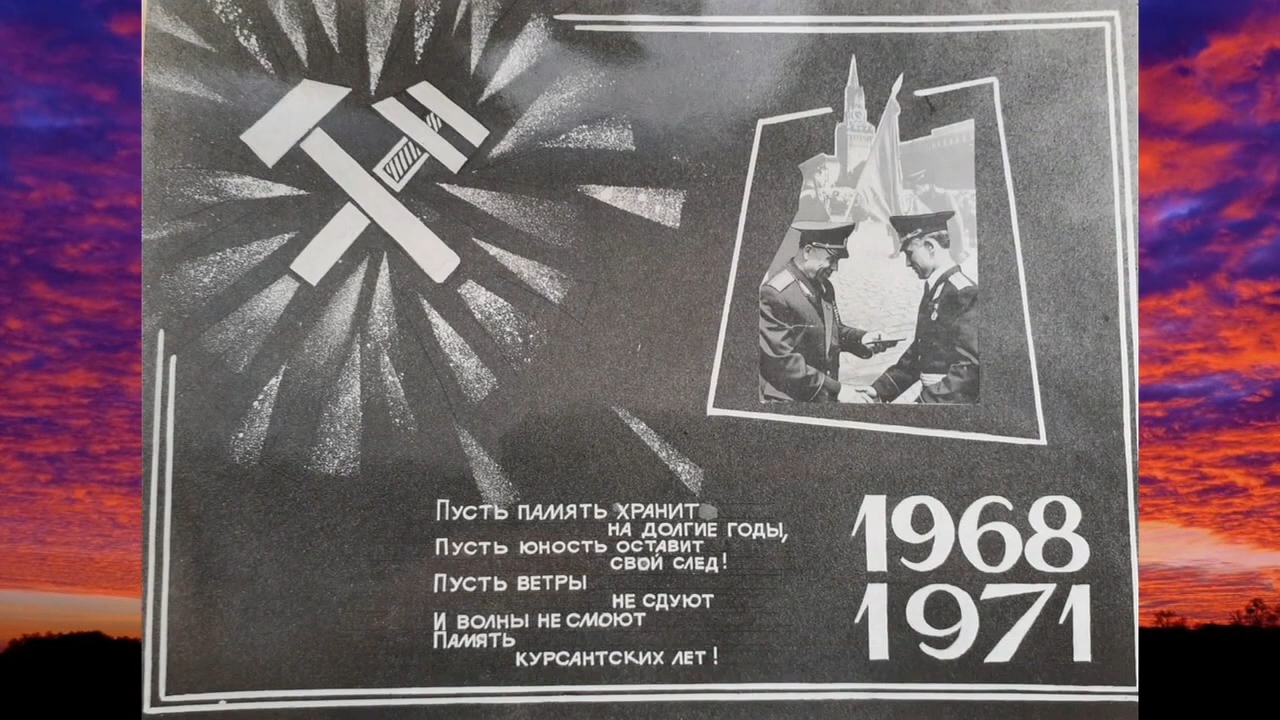 Пусть память хранит
на долгие годы,
Пусть юность оставит
свой след!
Пусть ветры
не сдуют
И волны не смоют
Память
курсантских лет!
1968
1971